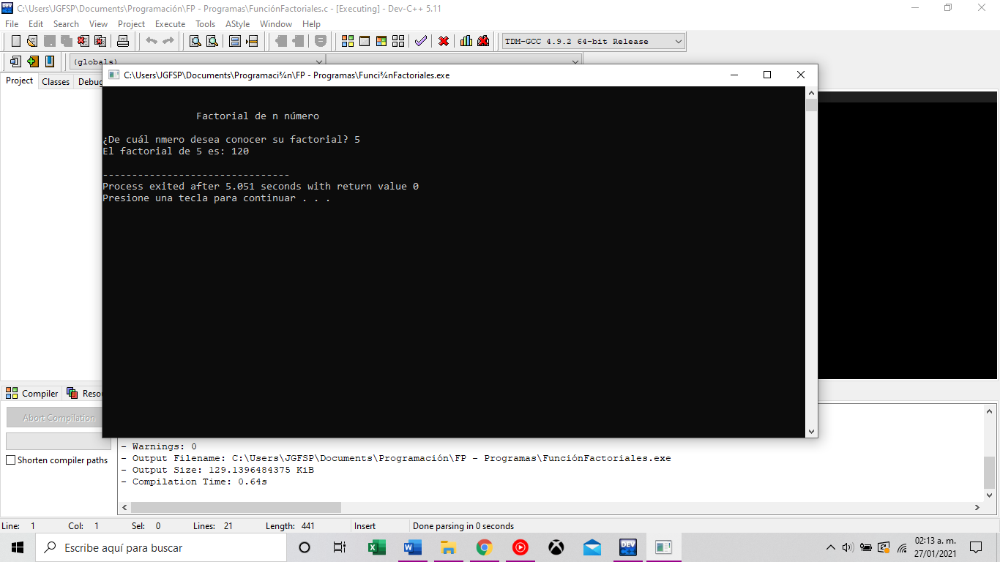 C:\Users\JGFSP\Documents\Programación\FP - Programas\FunciónFactoriales.c - [Executing] - Dev-C++ 5.11
File Edit Search View Project Execute Tools AStyle Window Help
TDM-GCC 4.9.2 64-bit Release
(globals)
Project Classes Debug
C:\Users\JGFSP\Documents\Programaci¾n\FP - Programas\Funci¾nFactoriales.exe
Factorial de n número
¿De cuál nmero desea conocer su factorial? 5
El factorial de 5 es: 120
--------------------------------
Process exited after 5.051 seconds with return value 0
Presione una tecla para continuar . . .
Compiler Resou
Abort Compilation
Shorten compiler paths
- Warnings: 0
- Output Filename: C:\Users\JGFSP\Documents\Programación\FP - Programas\FunciónFactoriales.exe
- Output Size: 129.1396484375 KiB
- Compilation Time: 0.64s
Line: 1 Col: 1 Sel: 0 Lines: 21 Length: 441 Insert Done parsing in 0 seconds
Escribe aquí para buscar
DEV
02:13 a. m.
27/01/2021